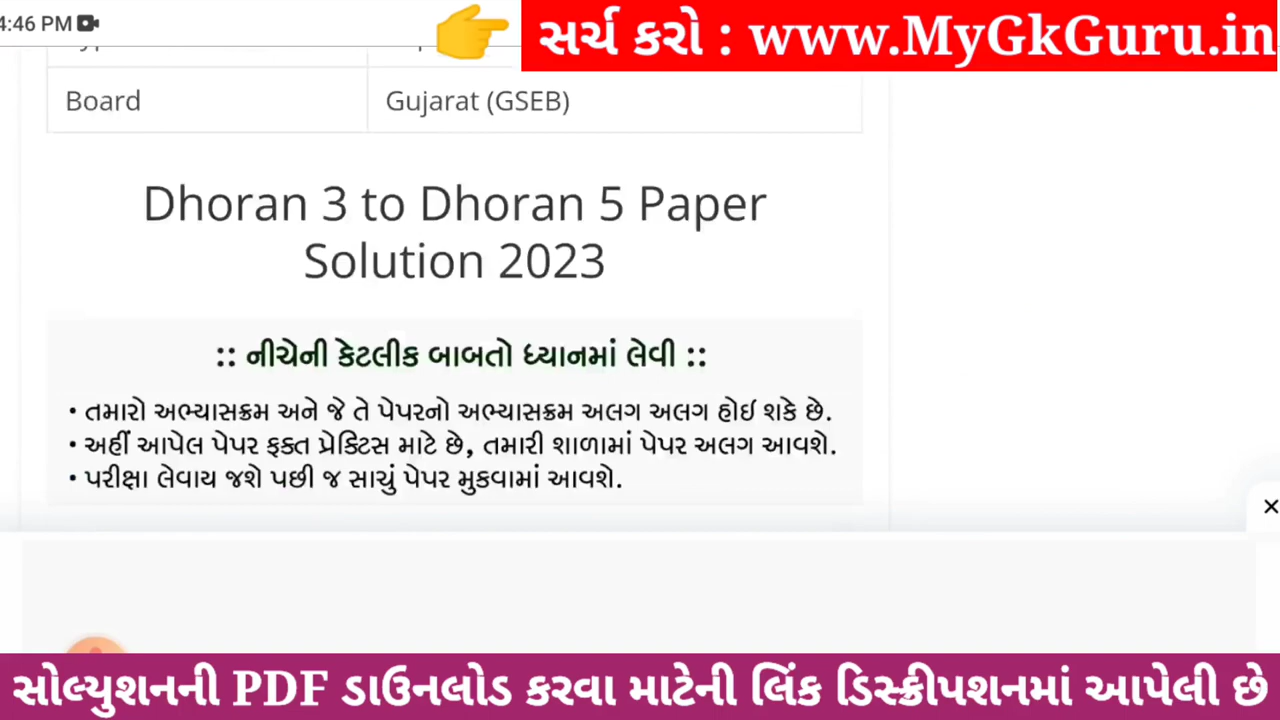 4:46 PM
સર્ચ કરો : www.MyGkGuru.in
Board Gujarat (GSEB)
Dhoran 3 to Dhoran 5 Paper
Solution 2023
:: નીચેની કેટલીક બાબતો ધ્યાનમાં લેવી ::
• તમારો અભ્યાસક્રમ અને જે તે પેપરનો અભ્યાસક્રમ અલગ અલગ હોઈ શકે છે.
• અહીં આપેલ પેપર ફક્ત પ્રેક્ટિસ માટે છે, તમારી શાળામાં પેપર અલગ આવશે.
• પરીક્ષા લેવાય જશે પછી જ સાચું પેપર મુકવામાં આવશે.
સોલ્યુશનની PDF ડાઉનલોડ કરવા માટેની લિંક ડિસ્ક્રીપશનમાં આપેલી છે